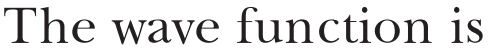 The wave function is